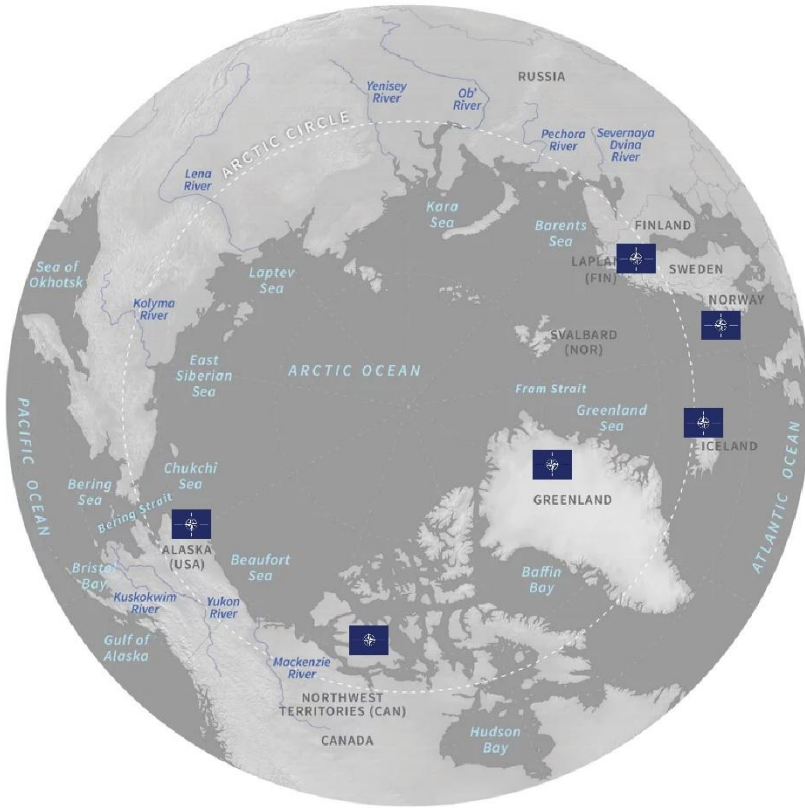 RUSSIA
Yenisey
River
Ob'
River
Pechora
River
Severnaya
Dvina
River
ARCTIC CIRCLE
Lena
River
Kara
Sea
Barents
Sea
FINLAND
LAPLA
(FIN)
SWEDEN
Sea of
Okhotsk
Laptev
Sea
NORWAY
Kolyma
River
SVALBARD
(NOR)
East
Siberian
Sea
ARCTIC OCEAN
Fram Strait
Greenland
Sea
PACIFIC OCEAN
ICELAND
ATLANTIC OCEAN
Chukchi
Sea
Bering
Sea
Bering Strait
GREENLAND
ALASKA
(USA)
Beaufort
Sea
Baffin
Bay
Bristol
Bay
Kuskokwim
River
Yukon
River
Gulf of
Alaska
Mackenzie
River
NORTHWEST
TERRITORIES (CAN)
CANADA
Hudson
Bay